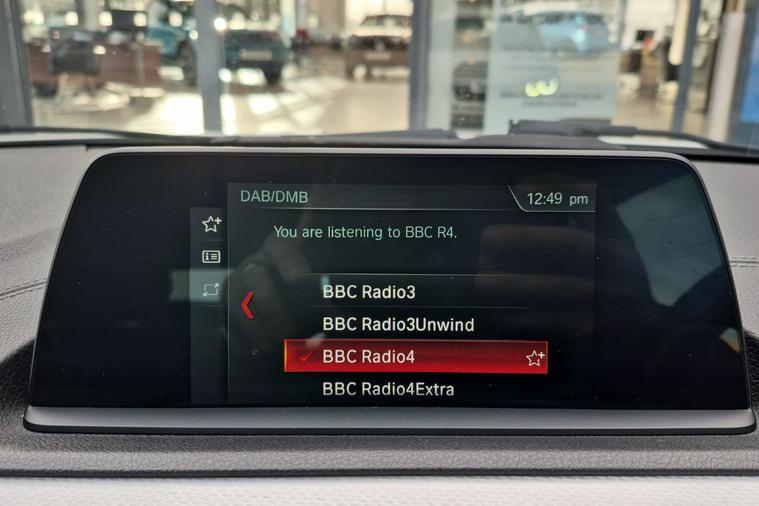 DAB/DMB
12:49 pm
You are listening to BBC R4.
BBC Radio3
BBC Radio3Unwind
BBC Radio4
BBC Radio4Extra